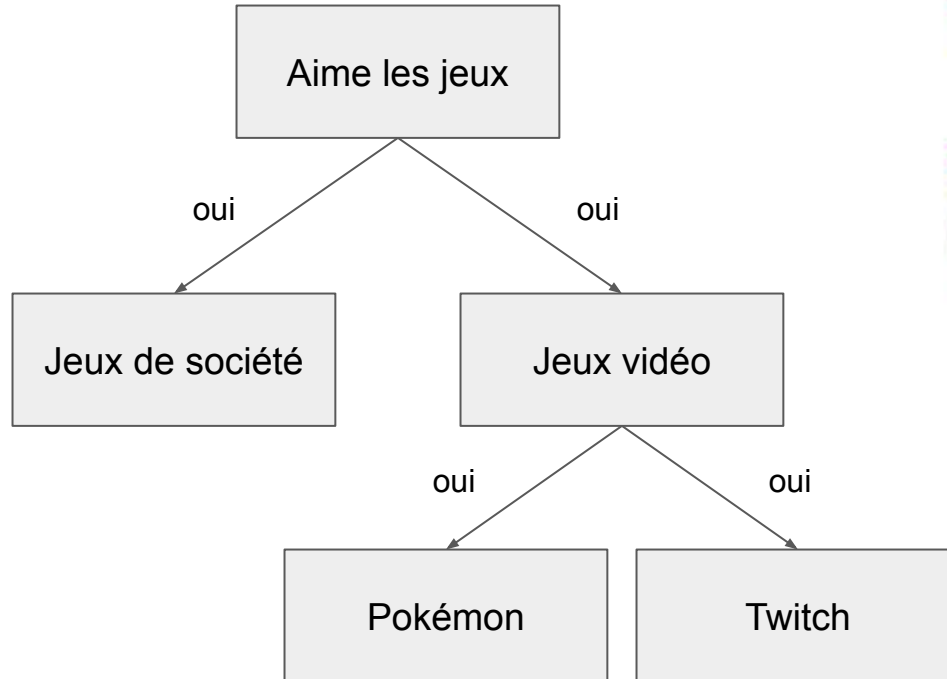 Aime les jeux
oui
oui
Jeux de société
Jeux vidéo
oui
oui
Pokémon
Twitch